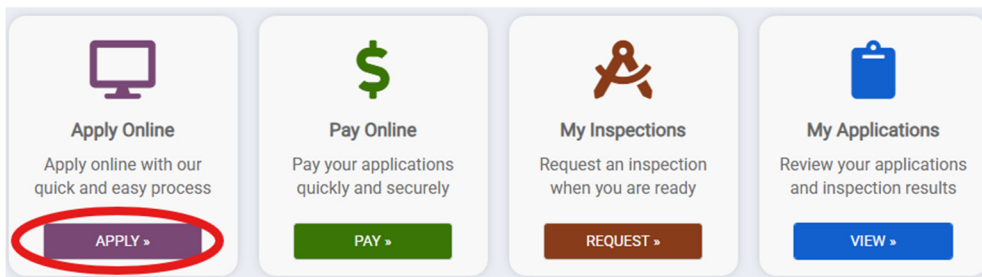 Apply Online
Apply online with our
quick and easy process
APPLY »
Pay Online
Pay your applications
quickly and securely
PAY »
My Inspections
Request an inspection
when you are ready
REQUEST »
My Applications
Review your applications
and inspection results
VIEW »